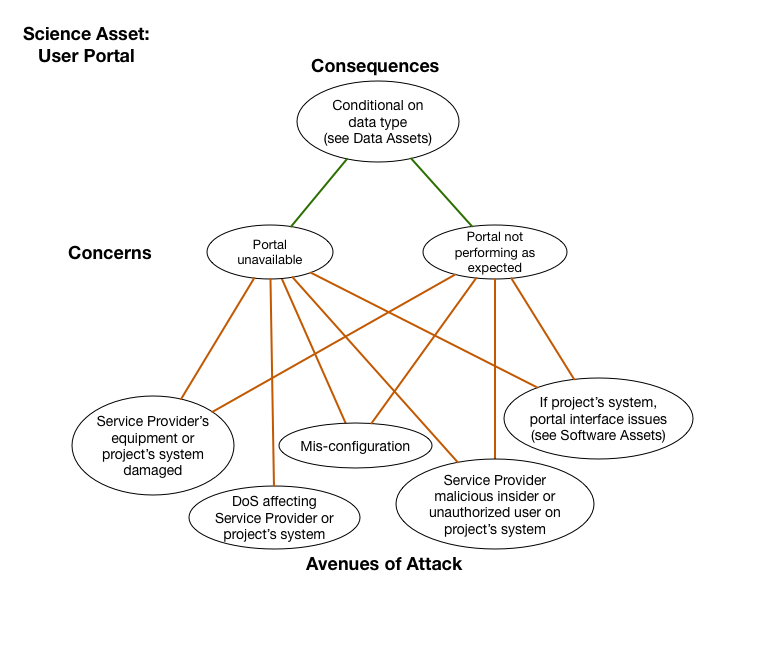 Science Asset:
User Portal
Consequences
Conditional on
data type
(see Data Assets)
Concerns
Portal
unavailable
Portal not
performing as
expected
Service Provider's
equipment or
project's system
damaged
DoS affecting
Service Provider or
project's system
Mis-configuration
Service Provider
malicious insider or
unauthorized user on
project's system
If project's system,
portal interface issues
(see Software Assets)
Avenues of Attack